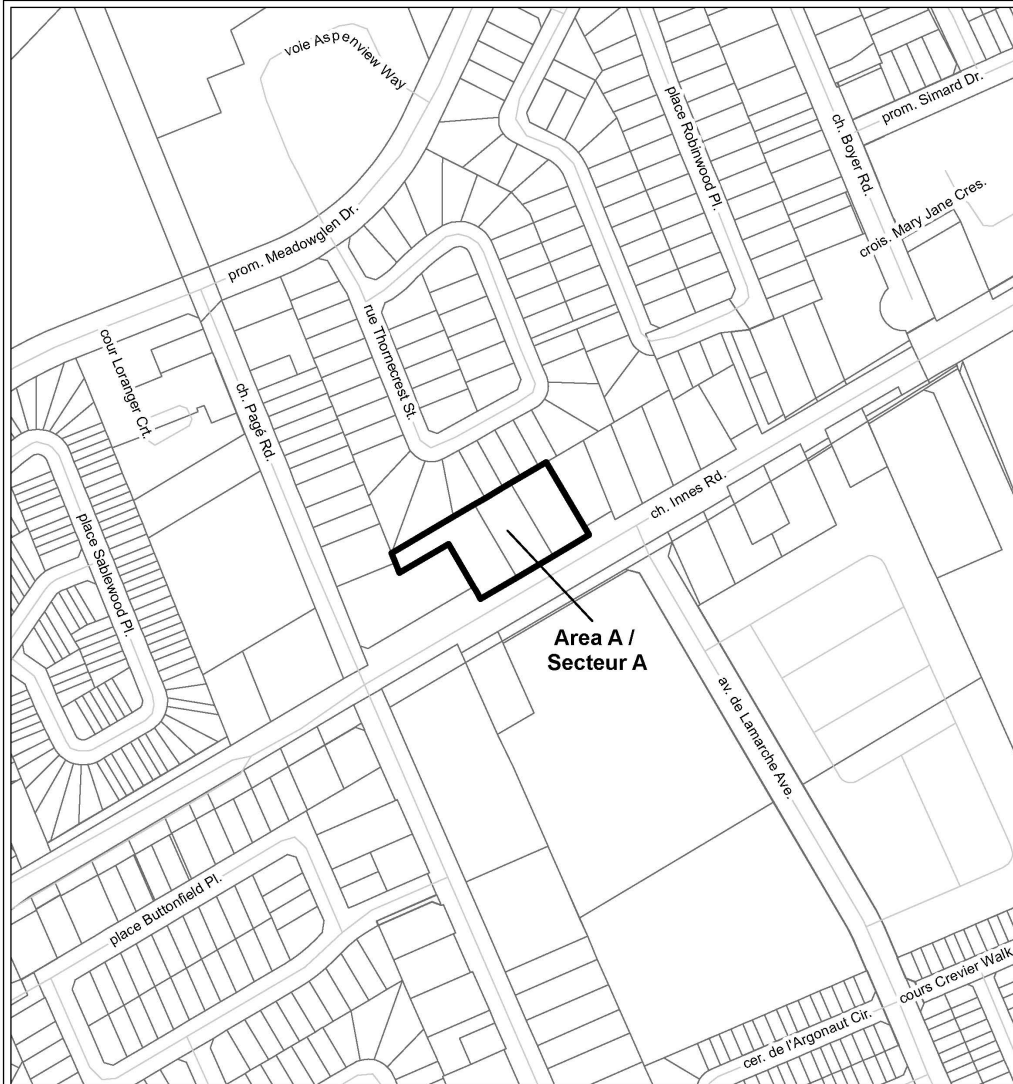 voie Aspenview Way
place Robinwood Pl.
prom. Simard Dr.
ch. Boyer Rd.
crois. Mary Jane Cres.
prom. Meadowglen Dr.
cour Loranger Crt.
rue Thornecrest St.
ch. Pagé Rd.
ch. Innes Rd.
place Sablewood Pl.
Area A /
Secteur A
av. de Lamarche Ave.
place Buttonfield Pl.
cours Crevier Walk
cer. de l'Argonaut Cir.